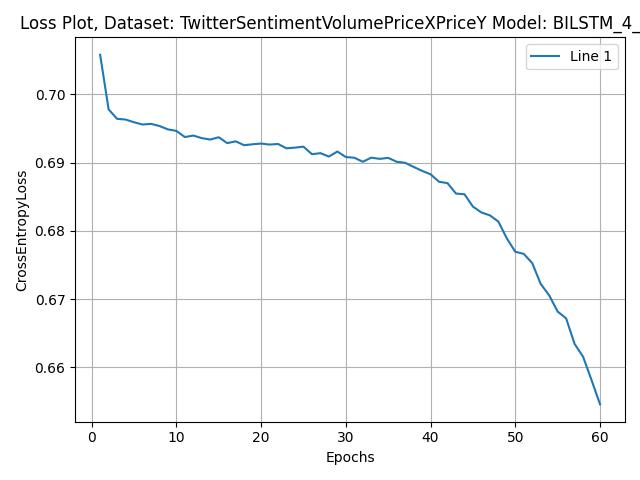 Loss Plot, Dataset: TwitterSentimentVolumePriceXPriceY Model: BILSTM_4_
Line 1
0.70
0.69
0.68
0.67
0.66
CrossEntropyLoss
0 10 20 30 40 50 60
Epochs